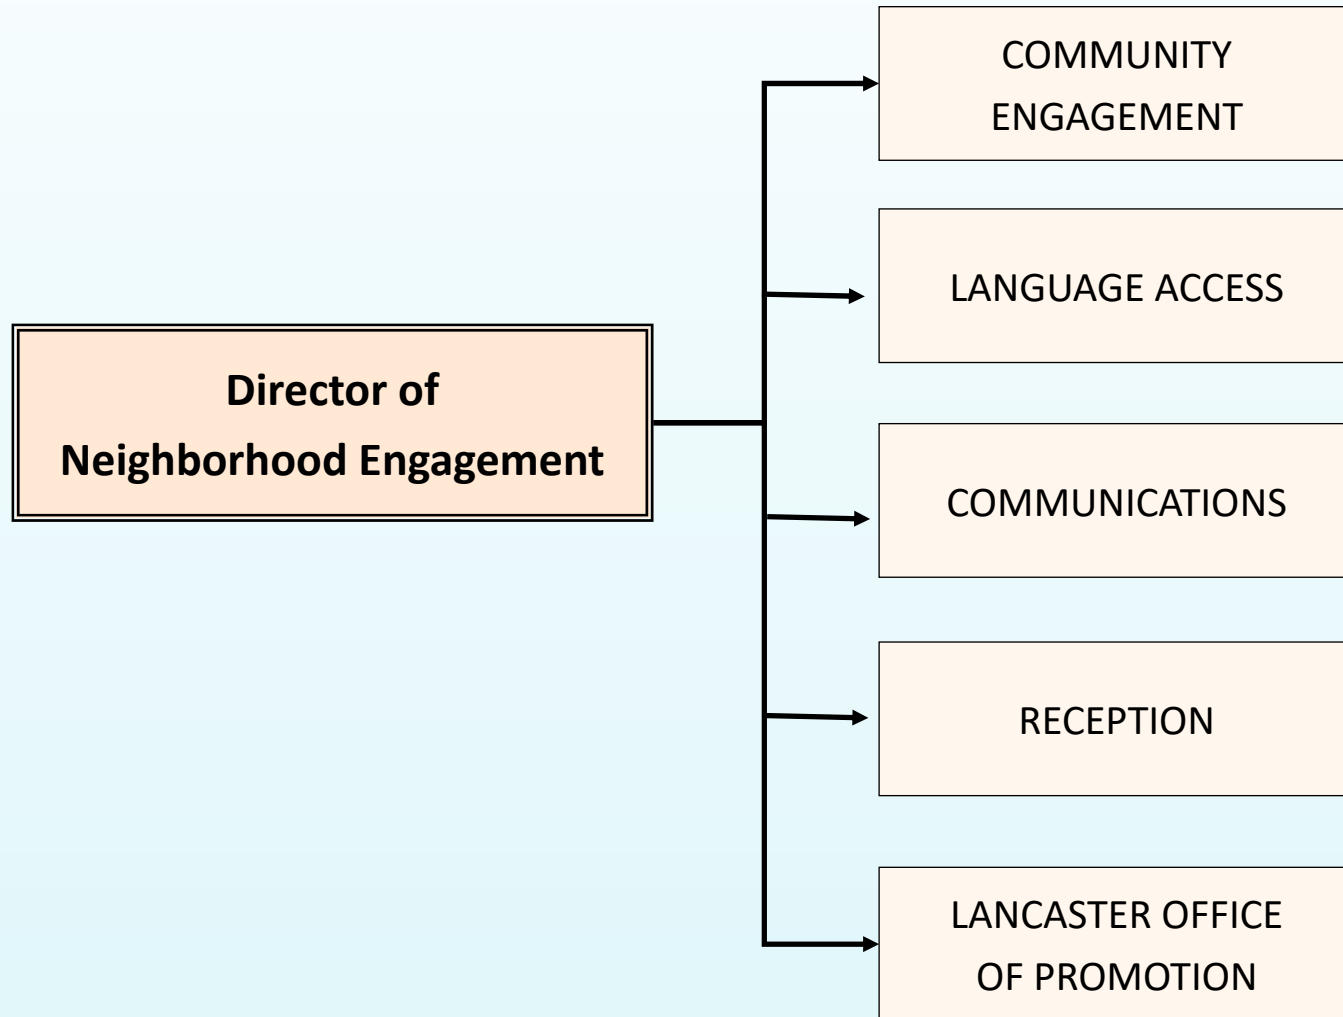 COMMUNITY
ENGAGEMENT
LANGUAGE ACCESS
Director of
Neighborhood Engagement
COMMUNICATIONS
RECEPTION
LANCASTER OFFICE
OF PROMOTION